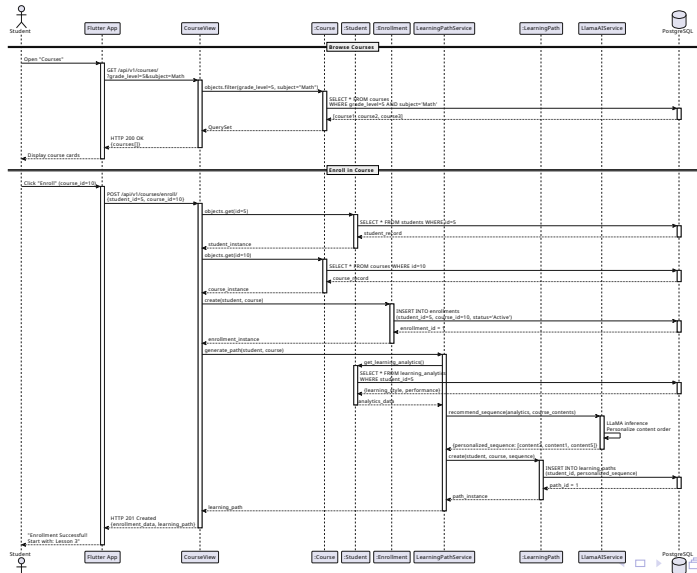 Student
Flutter App
CourseView
:Course
:Student
:Enrollment
LearningPathService
:LearningPath
LlamaAIService
PostgreSQL
Browse Courses
Open "Courses"
GET /api/v1/courses/
?grade_level=5&subject=Math
objects.filter(grade_level=5, subject="Math")
SELECT * FROM courses
WHERE grade_level=5 AND subject='Math'
[course1, course2, course3]
QuerySet
HTTP 200 OK
{courses[]}
Display course cards
Enroll in Course
Click "Enroll" (course_id=10)
POST /api/v1/courses/enroll/
{student_id=5, course_id=10}
objects.get(id=5)
SELECT * FROM students WHERE id=5
student_record
student_instance
objects.get(id=10)
SELECT * FROM courses WHERE id=10
course_record
course_instance
create(student, course)
INSERT INTO enrollments
(student_id=5, course_id=10, status='Active')
enrollment_id =
enrollment_instance
generate_path(student, course)
get_learning_analytics()
SELECT * FROM learning_analytics
WHERE student_id=5
{learning_style, performance}
analytics_data
recommend_sequence(analytics, course_contents)
LLaMA inference
Personalize content order
{personalized_sequence: [content3, content1, content5]}
create(student, course, sequence)
INSERT INTO learning_paths
(student_id, personalized_sequence)
path_id = 1
path_instance
learning_path
HTTP 201 Created
{enrollment_data, learning_path}
"Enrollment Successful!
Start with: Lesson 3"
Student
Flutter App
CourseView
:Course
:Student
:Enrollment
LearningPathService
:LearningPath
LlamaAIService
PostgreSQL